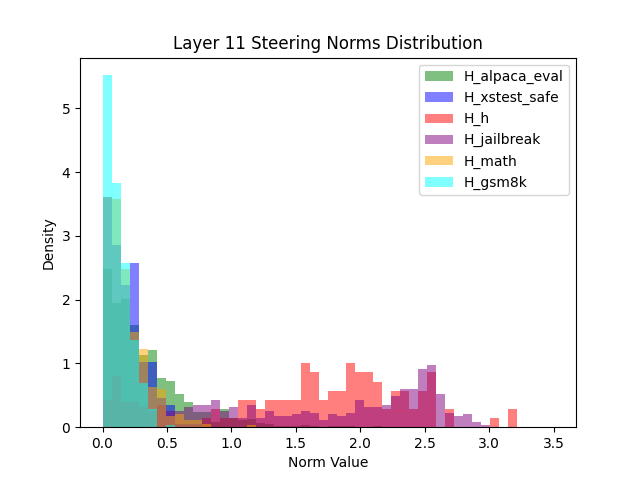 Layer 11 Steering Norms Distribution
H_alpaca_eval
H_xstest_safe
H_h
H_jailbreak
H_math
H_gsm8k
Density
5
4
3
2
1
0
0.0 0.5 1.0 1.5 2.0 2.5 3.0 3.5
Norm Value